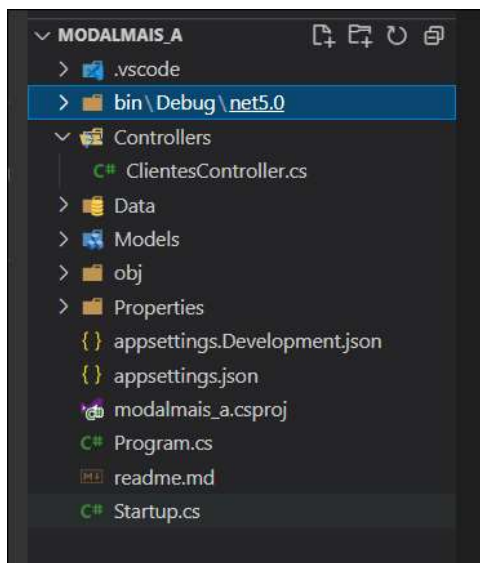 MODALMAIS_A
.vscode
bin\Debug\net5.0
Controllers
C# ClientesController.cs
Data
Models
obj
Properties
{ } appsettings.Development.json
{ } appsettings.json
modalmais_a.csproj
C# Program.cs
readme.md
C# Startup.cs